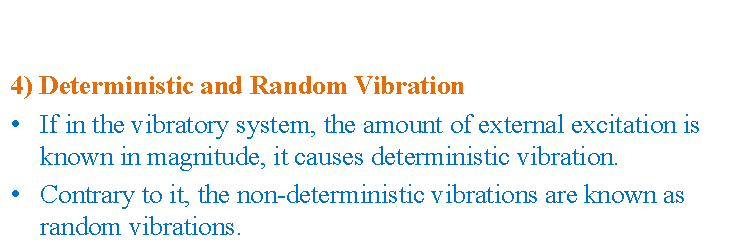 4) Deterministic and Random Vibration
• If in the vibratory system, the amount of external excitation is
known in magnitude, it causes deterministic vibration.
• Contrary to it, the non-deterministic vibrations are known as
random vibrations.